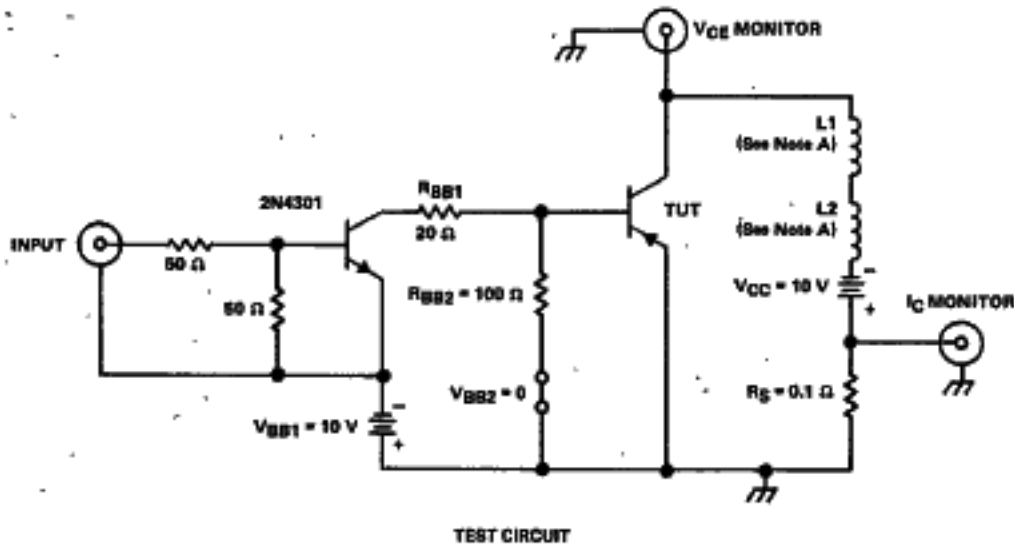 VCE MONITOR
L1
(See Note A)
RBB1
2N4301
TUT
L2
(See Note A)
20 Ω
INPUT
50 Ω
VCC = 10 V
-
+
RBB2 = 100 Ω
IC MONITOR
50 Ω
VBB2 = 0
RS = 0.1 Ω
-
VBB1 = 10 V
+
TEST CIRCUIT